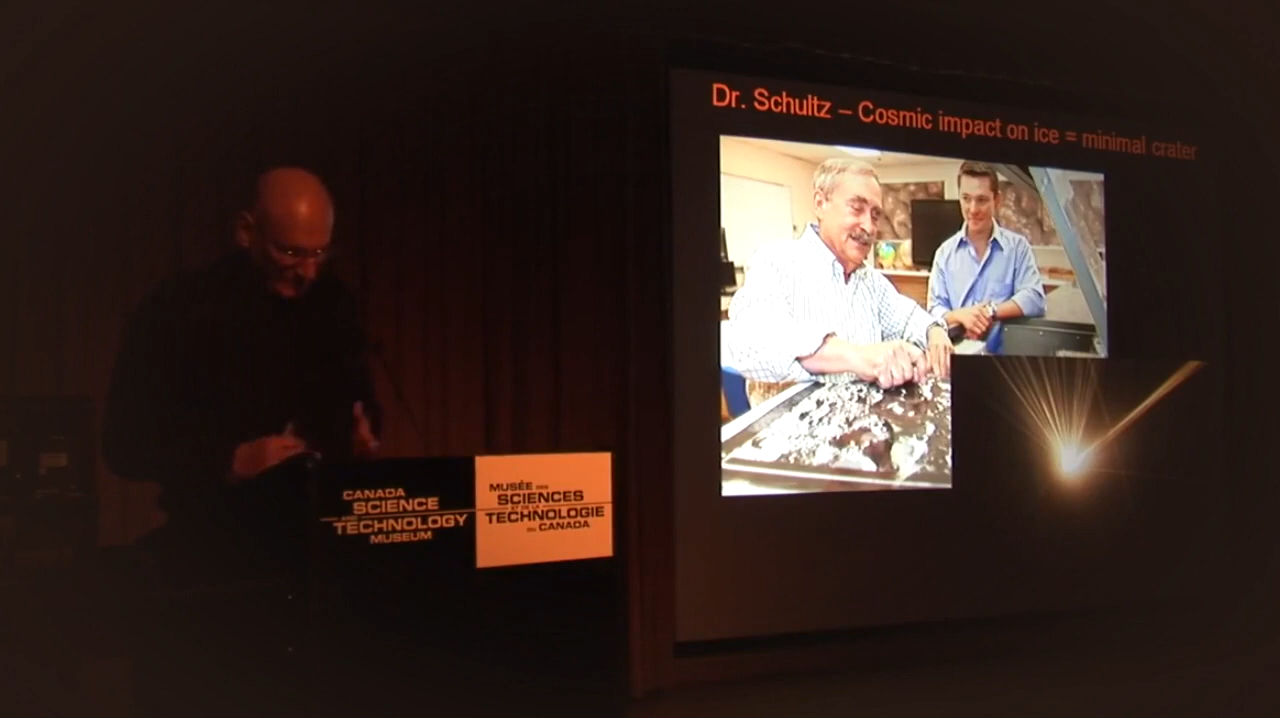 Dr. Schultz – Cosmic impact on ice = minimal crater
CANADA
SCIENCE
AND
TECHNOLOGY
MUSEUM
MUSÉE DES
SCIENCES
ET DE LA
TECHNOLOGIE
DU CANADA